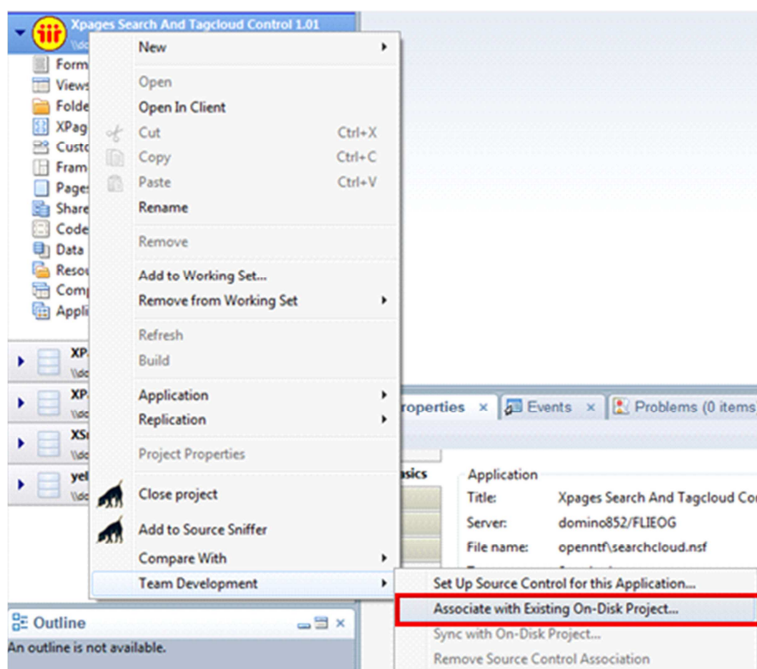 Xpages Search And Tagcloud Control 1.01
New
Form
Open
Views
Open In Client
Folde
Cut Ctrl+X
XPag
Copy Ctrl+C
Custo
Paste Ctrl+V
Fram
Rename
Pages
Share
Remove
Code
Data
Add to Working Set...
Resou
Remove from Working Set
Comp
Appli
Refresh
Build
XP
Application
XP
Replication
XSn
Project Properties
yel
Close project
Add to Source Sniffer
Compare With
Team Development
roperties
Events
Problems (0 items
asics
Application
Title: Xpages Search And Tagcloud Co
Server: domino852/FLIEOG
File name: openntf\searchcloud.nsf
Set Up Source Control for this Application...
Associate with Existing On-Disk Project...
Sync with On-Disk Project...
Remove Source Control Association
Outline
An outline is not available.